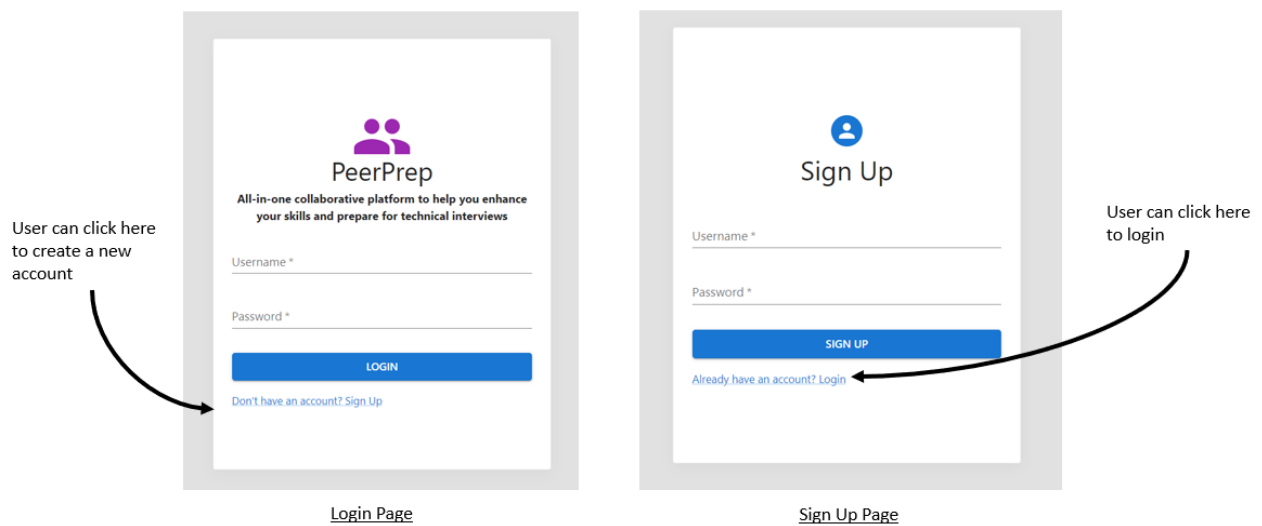 User can click here
to create a new
account
PeerPrep
All-in-one collaborative platform to help you enhance
your skills and prepare for technical interviews
Username *
Password *
LOGIN
Don't have an account? Sign Up
Login Page
Sign Up
Username *
Password *
SIGN UP
Already have an account? Login
Sign Up Page
User can click here
to login